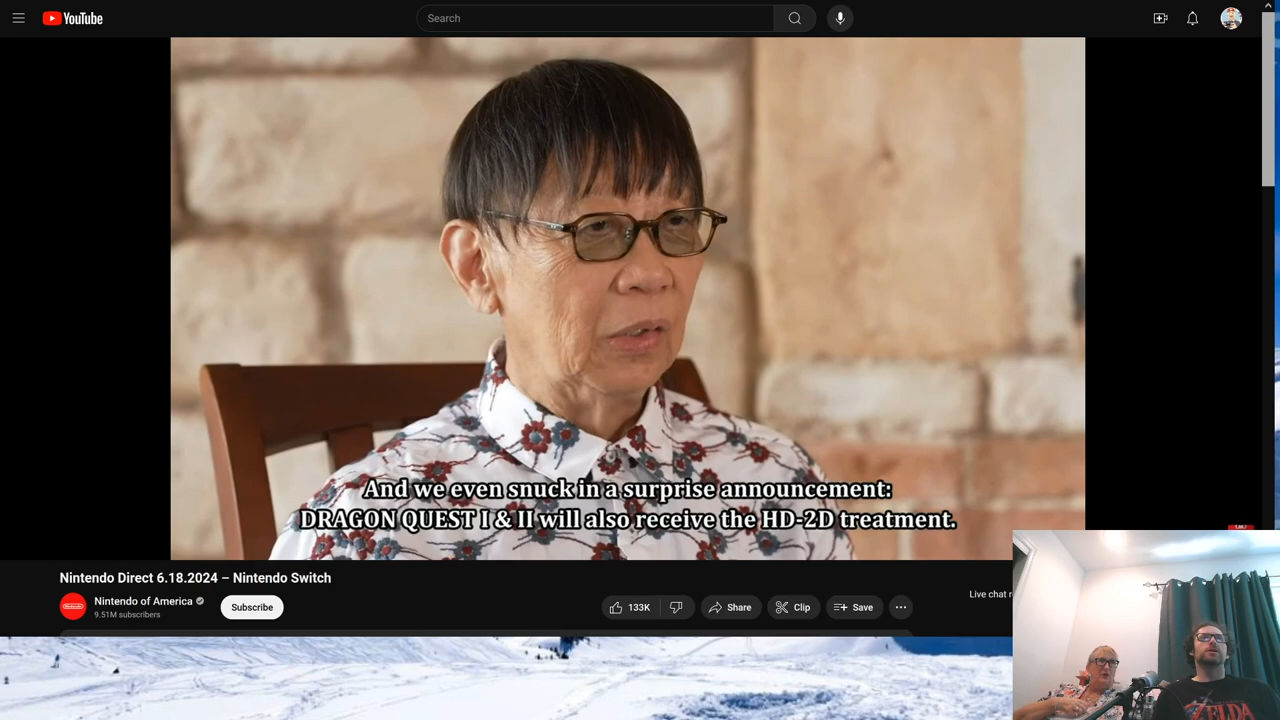 YouTube
Search
And we even snuck in a surprise announcement:
DRAGON QUEST I & II will also receive the HD-2D treatment.
Nintendo Direct 6.18.2024 – Nintendo Switch
Nintendo
Nintendo of America
9.51M subscribers
Subscribe
133K
Share
Clip
Save
Live chat r
ZELDA